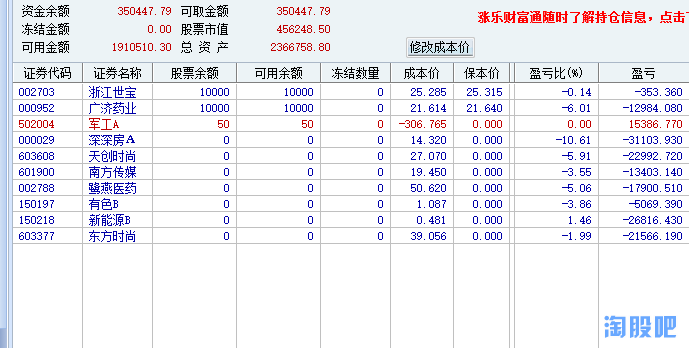 资金余额 350447.79 可取金额 350447.79
涨乐财富通随时了解持仓信息，点击
冻结金额 0.00 股票市值 456248.50
可用金额 1910510.30 总 资 产 2366758.80 修改成本价
证券代码 证券名称 股票余额 可用余额 冻结数量 成本价 保本价 盈亏比(%) 盈亏
002703 浙江世宝 10000 10000 0 25.285 25.315 -0.14 -353.360
000952 广济药业 10000 10000 0 21.614 21.640 -6.01 -12984.080
502004 军工A 50 50 0 -306.765 0.000 0.00 15386.770
000029 深深房A 0 0 0 14.320 0.000 -10.61 -31103.930
603608 天创时尚 0 0 0 27.070 0.000 -5.91 -22992.720
601900 南方传媒 0 0 0 19.450 0.000 -3.55 -13403.140
002788 鹭燕医药 0 0 0 50.620 0.000 -5.06 -17900.510
150197 有色B 0 0 0 1.087 0.000 -3.86 -5069.390
150218 新能源B 0 0 0 0.481 0.000 1.46 -26816.430
603377 东方时尚 0 0 0 39.056 0.000 -1.99 -21566.190
淘股吧